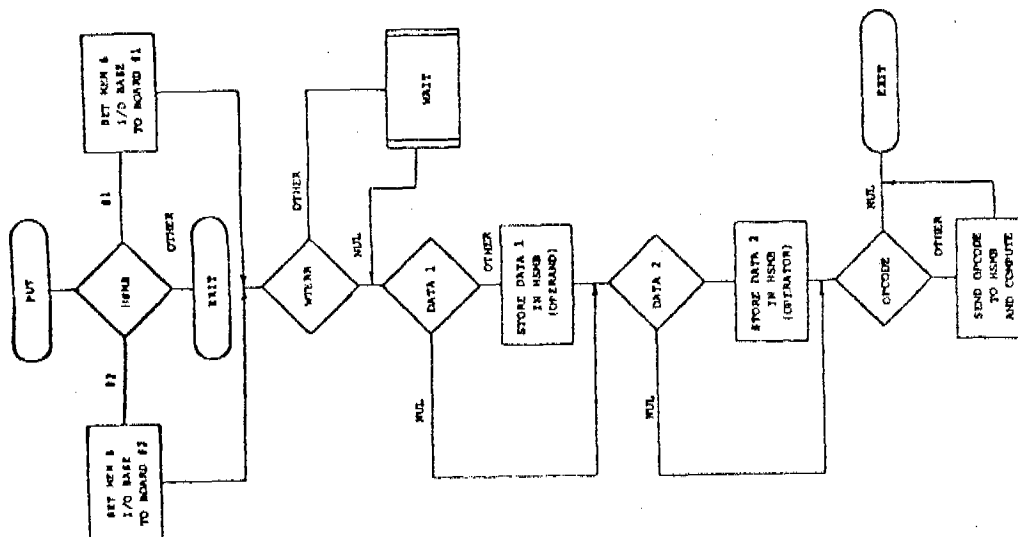 PUT
HSMB
#1
SET MEM &
I/O BASE
TO BOARD #1
#2
SET MEM &
I/O BASE
TO BOARD #2
OTHER
EXIT
WTERR
OTHER
WAIT
NUL
DATA 1
OTHER
STORE DATA 1
IN HSMB
(OPERAND)
NUL
DATA 2
STORE DATA 2
IN HSMB
(OPERATOR)
NUL
OPCODE
NUL
EXIT
OTHER
SEND OPCODE
TO HSMB
AND COMPUTE